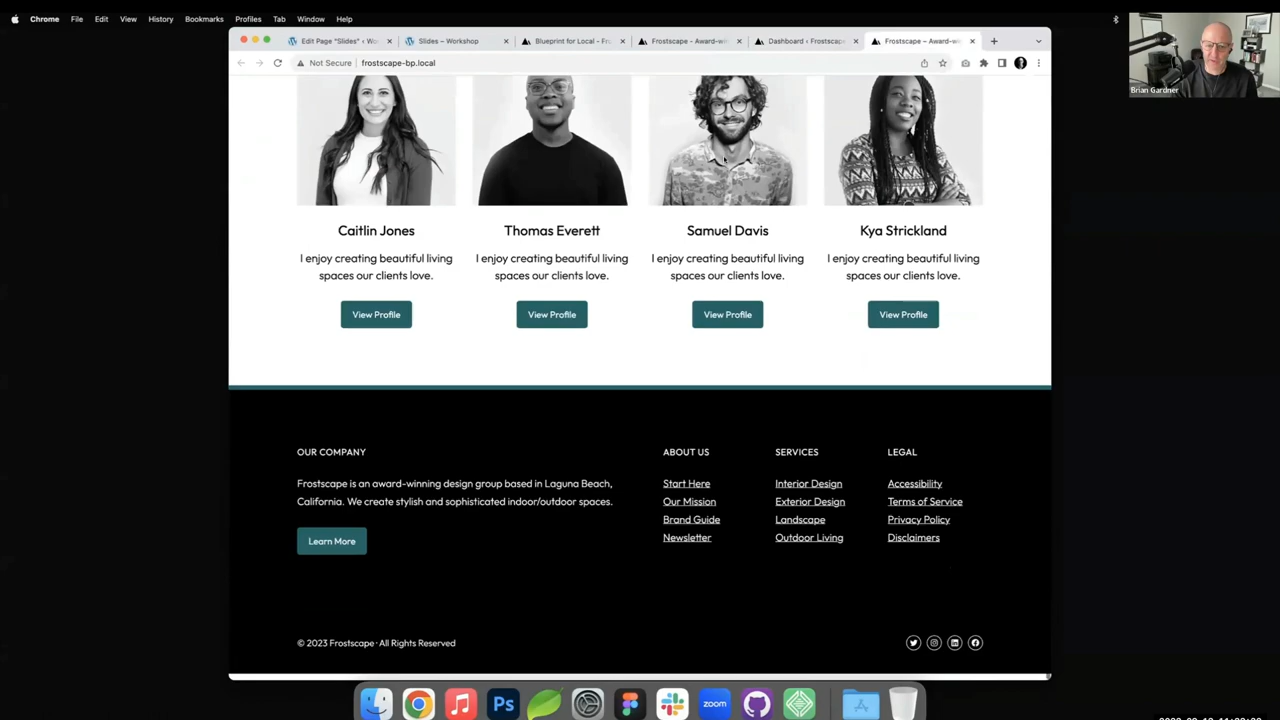 Chrome File Edit View History Bookmarks Profiles Tab Window Help
Edit Page "Slides" ‹ Wor
Slides – Workshop
Blueprint for Local - Fro
Frostscape - Award-win
Dashboard ‹ Frostscape
Frostscape – Award-we
Not Secure frostscape-bp.local
Brian Gardner
Caitlin Jones
I enjoy creating beautiful living
spaces our clients love.
View Profile
Thomas Everett
I enjoy creating beautiful living
spaces our clients love.
View Profile
Samuel Davis
I enjoy creating beautiful living
spaces our clients love.
View Profile
Kya Strickland
I enjoy creating beautiful living
spaces our clients love.
View Profile
OUR COMPANY
Frostscape is an award-winning design group based in Laguna Beach,
California. We create stylish and sophisticated indoor/outdoor spaces.
Learn More
ABOUT US
Start Here
Our Mission
Brand Guide
Newsletter
SERVICES
Interior Design
Exterior Design
Landscape
Outdoor Living
LEGAL
Accessibility
Terms of Service
Privacy Policy
Disclaimers
© 2023 Frostscape · All Rights Reserved
Ps
zoom